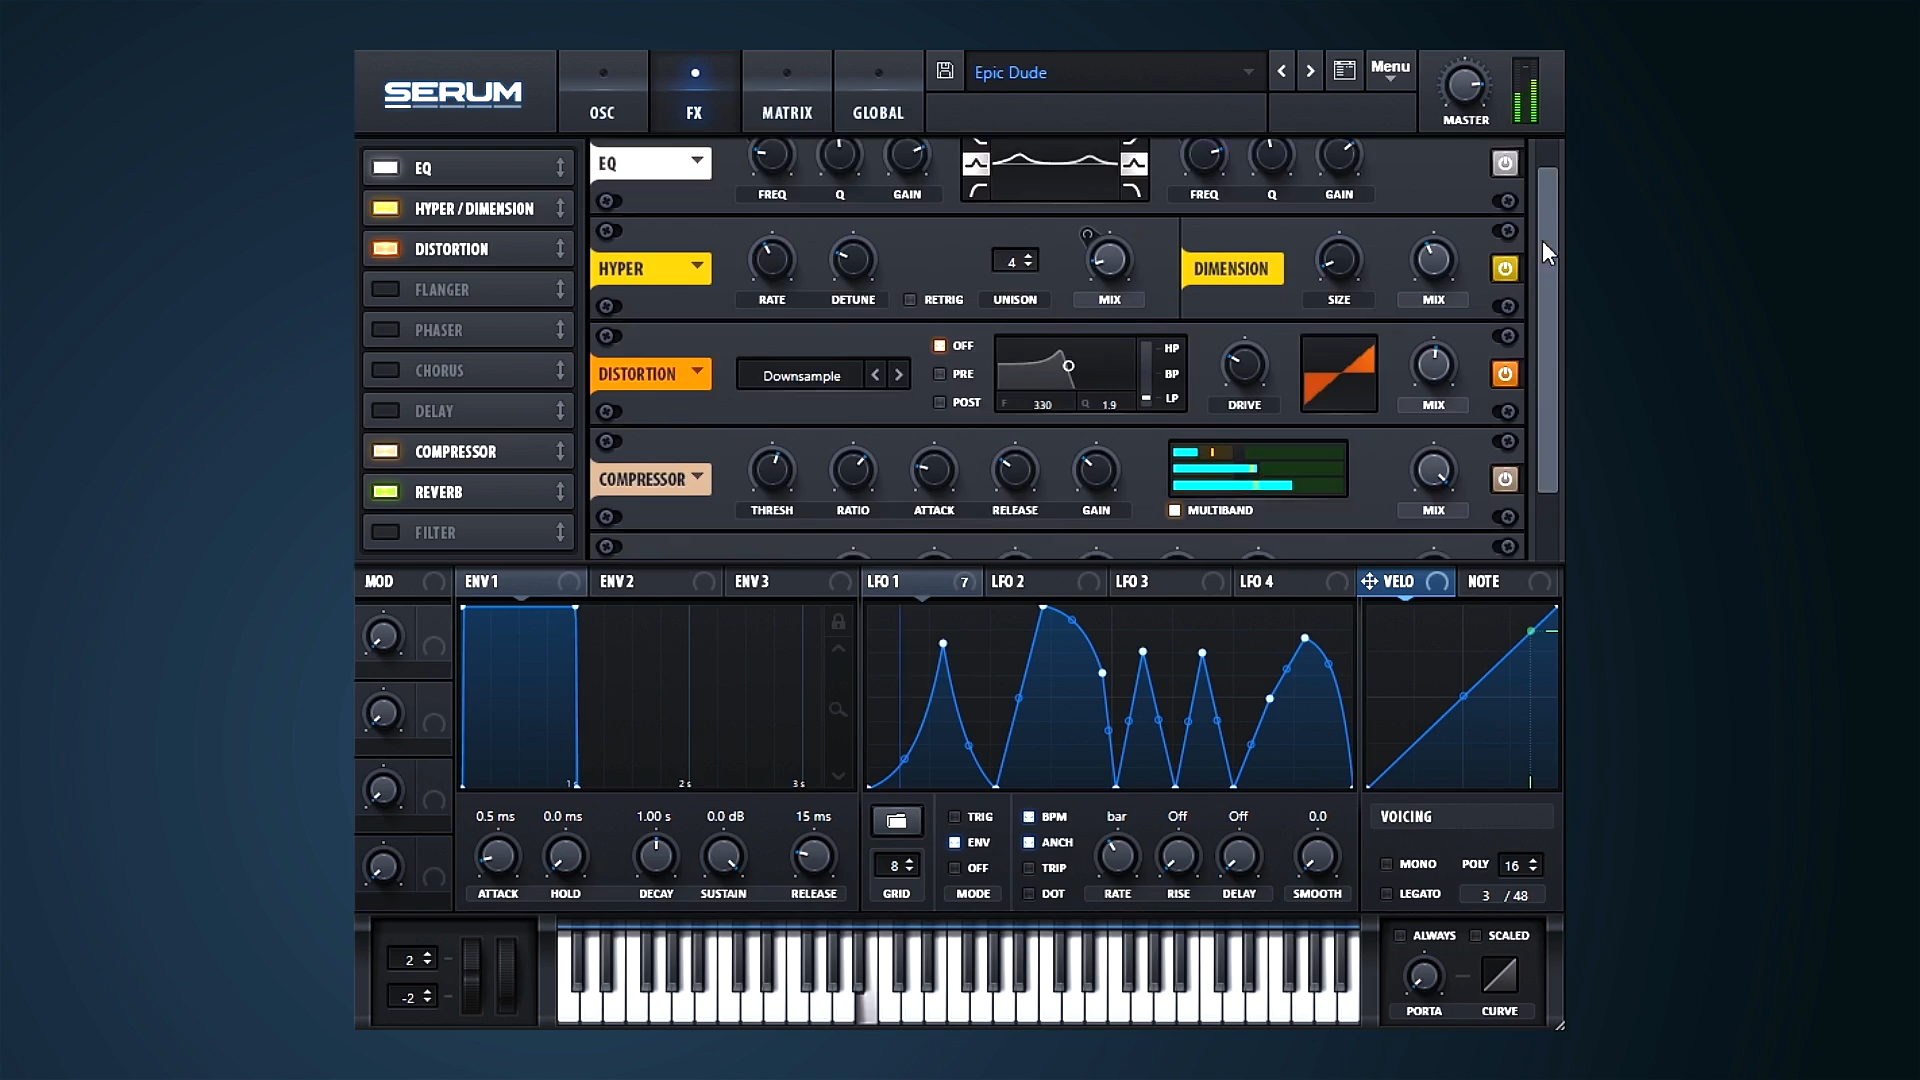 SERUM
OSC
FX
MATRIX
GLOBAL
Epic Dude
Menu
MASTER
EQ
HYPER / DIMENSION
DISTORTION
FLANGER
PHASER
CHORUS
DELAY
COMPRESSOR
REVERB
FILTER
EQ
FREQ Q GAIN
FREQ Q GAIN
HYPER
RATE DETUNE RETRIG
4
UNISON
MIX
DIMENSION
SIZE MIX
DISTORTION
Downsample
OFF
PRE
POST
F 330 Q 1.9
HP
BP
LP
DRIVE
MIX
COMPRESSOR
THRESH RATIO ATTACK RELEASE GAIN
MULTIBAND
MIX
MOD
ENV 1
ENV 2
ENV 3
LFO 1 7
LFO 2
LFO 3
LFO 4
VELO
NOTE
1 s
2 s
3 s
0.5 ms 0.0 ms 1.00 s 0.0 dB 15 ms
ATTACK HOLD DECAY SUSTAIN RELEASE
8
GRID
TRIG
ENV
OFF
MODE
BPM
ANCH
TRIP
DOT
bar Off Off 0.0
RATE RISE DELAY SMOOTH
VOICING
MONO POLY 16
LEGATO 3 / 48
2
-2
ALWAYS SCALED
PORTA CURVE